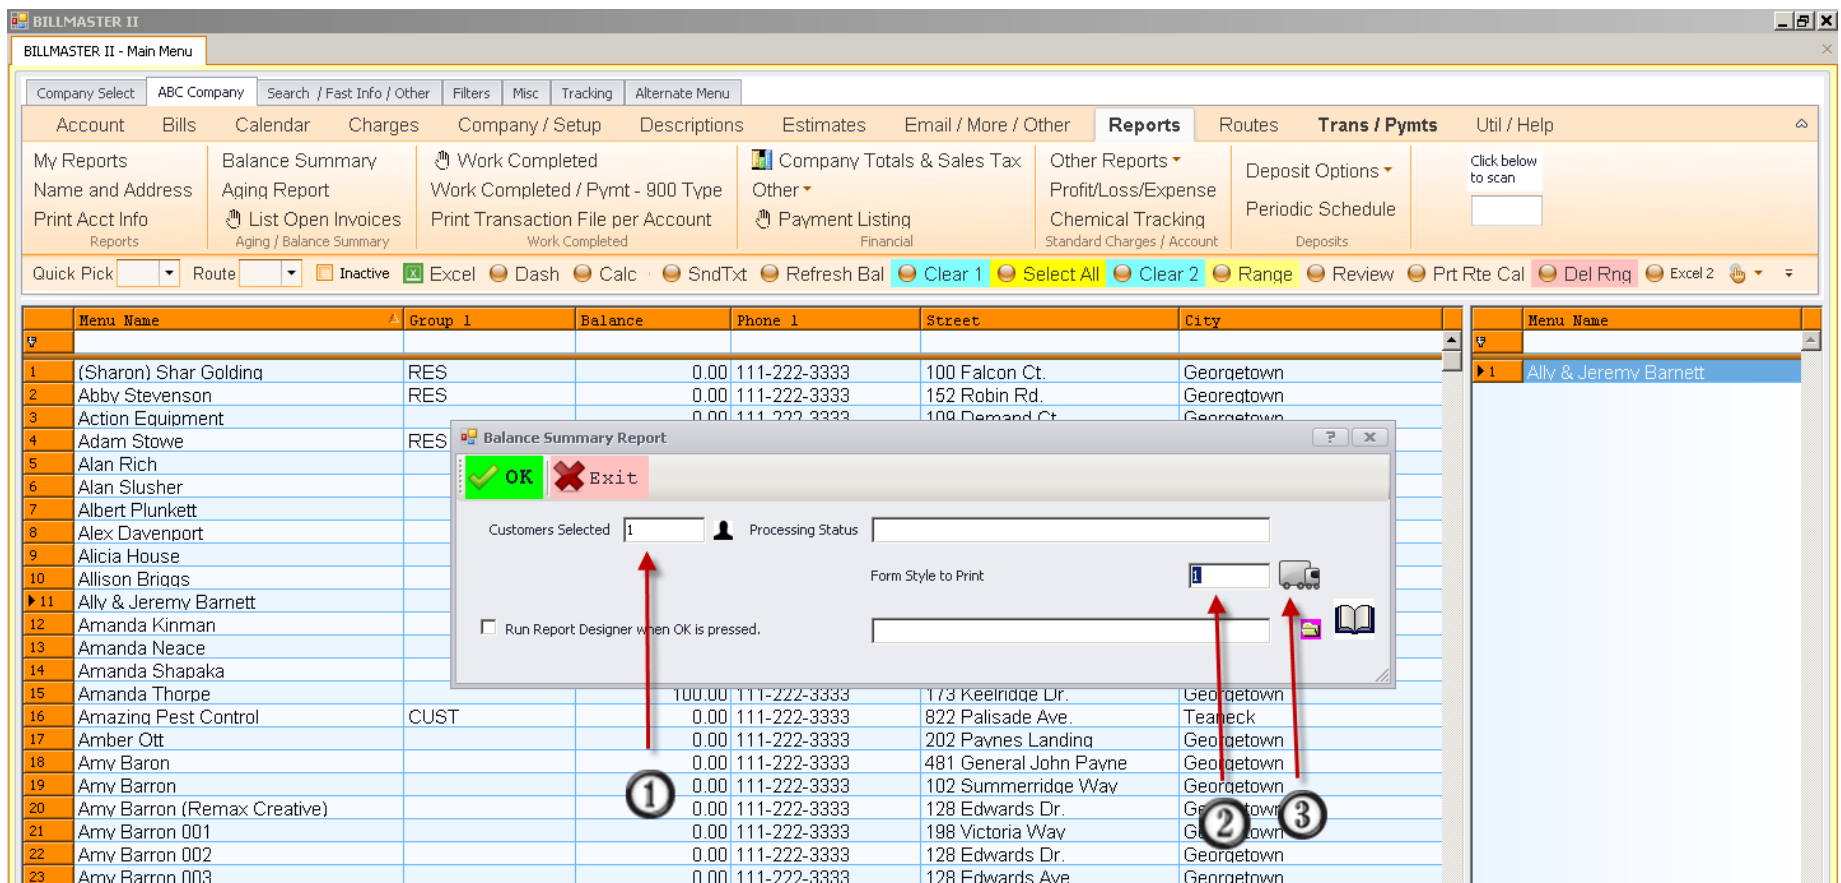 BILLMASTER II
BILLMASTER II - Main Menu
Company Select ABC Company Search / Fast Info / Other Filters Misc Tracking Alternate Menu
Account Bills Calendar Charges Company / Setup Descriptions Estimates Email / More / Other Reports Routes Trans / Pymts Util / Help
My Reports Balance Summary Work Completed Company Totals & Sales Tax Other Reports Deposit Options Click below
to scan
Name and Address Aging Report Work Completed / Pymt - 900 Type Other Profit/Loss/Expense Periodic Schedule
Print Acct Info List Open Invoices Print Transaction File per Account Payment Listing Chemical Tracking
Reports Aging / Balance Summary Work Completed Financial Standard Charges / Account Deposits
Quick Pick Route Inactive Excel Dash Calc SndTxt Refresh Bal Clear 1 Select All Clear 2 Range Review Prt Rte Cal Del Rng Excel 2
Menu Name Group 1 Balance Phone 1 Street City Menu Name
1 (Sharon) Shar Golding RES 0.00 111-222-3333 100 Falcon Ct. Georgetown 1 Ally & Jeremy Barnett
2 Abby Stevenson RES 0.00 111-222-3333 152 Robin Rd. Georegtown
3 Action Equipment 0.00 111-222-3333 109 Demand Ct. Georgetown
4 Adam Stowe RES
5 Alan Rich
6 Alan Slusher
7 Albert Plunkett
8 Alex Davenport
9 Alicia House
10 Allison Briggs
11 Ally & Jeremy Barnett
12 Amanda Kinman
13 Amanda Neace
14 Amanda Shapaka
15 Amanda Thorpe 100.00 111-222-3333 173 Keelridge Dr. Georgetown
16 Amazing Pest Control CUST 0.00 111-222-3333 822 Palisade Ave. Teaneck
17 Amber Ott 0.00 111-222-3333 202 Paynes Landing Georgetown
18 Amy Baron 0.00 111-222-3333 481 General John Payne Georgetown
19 Amy Barron 0.00 111-222-3333 102 Summerridge Way Georgetown
20 Amy Barron (Remax Creative) 0.00 111-222-3333 128 Edwards Dr. Georgetown
21 Amy Barron 001 0.00 111-222-3333 198 Victoria Way Georgetown
22 Amy Barron 002 0.00 111-222-3333 128 Edwards Dr. Georgetown
23 Amy Barron 003 0.00 111-222-3333 128 Edwards Ave Georgetown
Balance Summary Report
OK Exit
Customers Selected 1 Processing Status
Form Style to Print 1
Run Report Designer when OK is pressed.
1
2
3